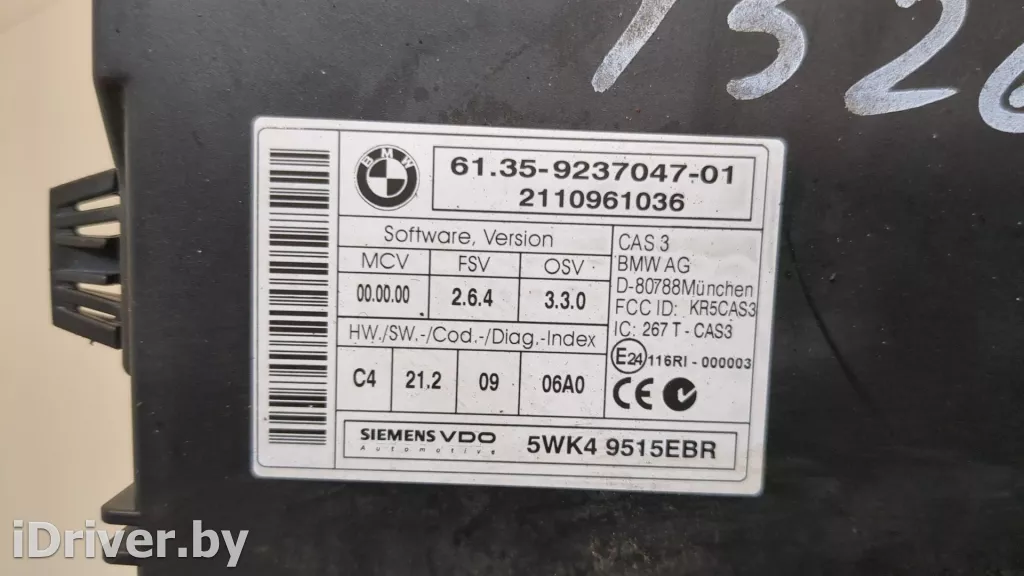 1526
BMW
61.35-9237047-01
2110961036
Software, Version
MCV FSV OSV
00.00.00 2.6.4 3.3.0
HW./SW.-/Cod.-/Diag.-Index
C4 21.2 09 06A0
CAS 3
BMW AG
D-80788München
FCC ID: KR5CAS3
IC: 267 T - CAS3
E24 116RI - 000003
CE
SIEMENS VDO
Automotive
5WK4 9515EBR
iDriver.by